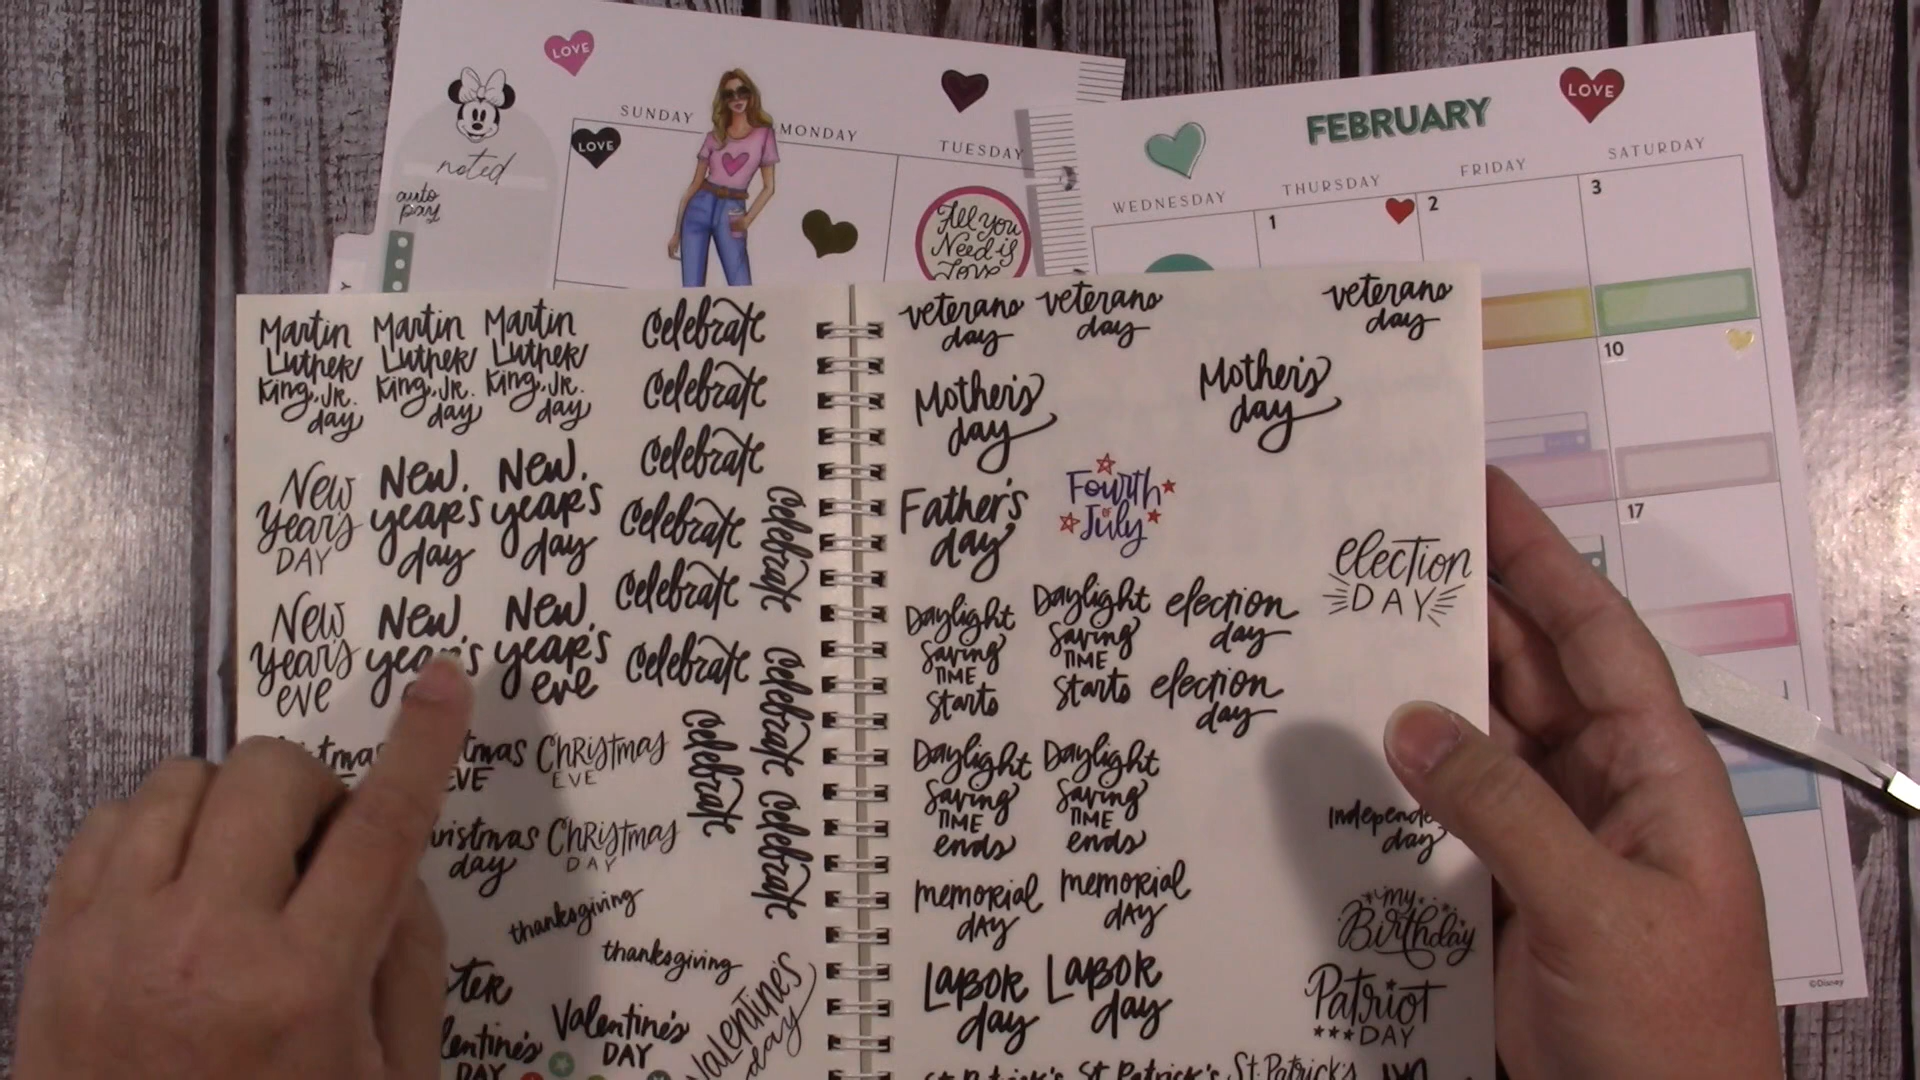 LOVE
noted
auto
pay
SUNDAY
MONDAY
TUESDAY
LOVE
All you
Need is
Love
FEBRUARY
LOVE
WEDNESDAY
THURSDAY
FRIDAY
SATURDAY
1
2
3
10
17
©Disney
Martin
Luther
King, Jr.
day
Martin
Luther
King, Jr.
day
Martin
Luther
King, Jr.
day
Celebrate
Celebrate
Celebrate
Celebrate
Celebrate
Celebrate
Celebrate
Celebrate
Celebrate
Celebrate
New
Year's
DAY
New
year's
day
New
year's
day
New
Year's
eve
New
year's
New
year's
eve
EVE
Christmas
EVE
day
Christmas
DAY
thanksgiving
thanksgiving
DAY
Valentine's
DAY
Valentine's
day
veterans
day
veterans
day
veterans
day
Mother's
day
Mother's
day
Father's
day
Fourth
OF
July
election
DAY
Daylight
Saving
TIME
Starts
Daylight
Saving
TIME
Starts
election
day
election
day
Daylight
Saving
TIME
ends
Daylight
Saving
TIME
ends
day
memorial
day
memorial
day
my
Birthday
Labor
day
Labor
day
Patriot
DAY
St. Patrick's
St. Patrick's
St. Patrick's